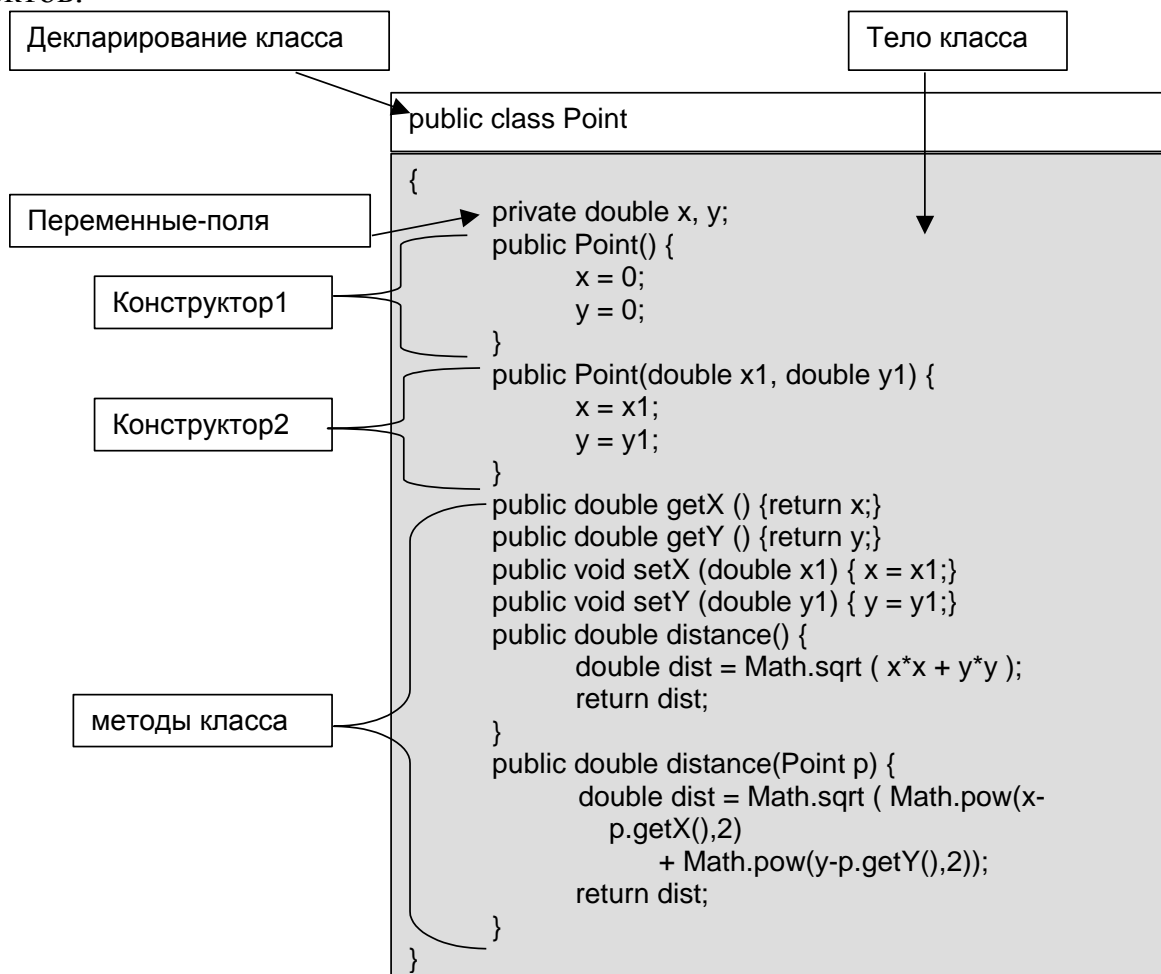 Декларирование класса
Тело класса
public class Point
{
Переменные-поля
private double x, y;
public Point() {
x = 0;
Конструктор1
y = 0;
}
public Point(double x1, double y1) {
x = x1;
Конструктор2
y = y1;
}
public double getX () {return x;}
public double getY () {return y;}
public void setX (double x1) { x = x1;}
public void setY (double y1) { y = y1;}
public double distance() {
double dist = Math.sqrt ( x*x + y*y );
return dist;
методы класса
}
public double distance(Point p) {
double dist = Math.sqrt ( Math.pow(x-
p.getX(),2)
+ Math.pow(y-p.getY(),2));
return dist;
}
}